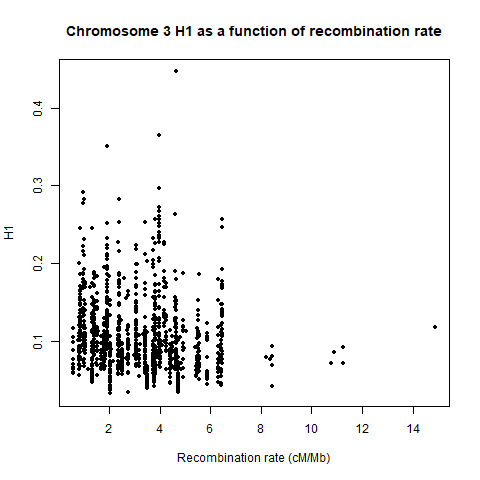 Chromosome 3 H1 as a function of recombination rate
H1
0.4
0.3
0.2
0.1
2 4 6 8 10 12 14
Recombination rate (cM/Mb)